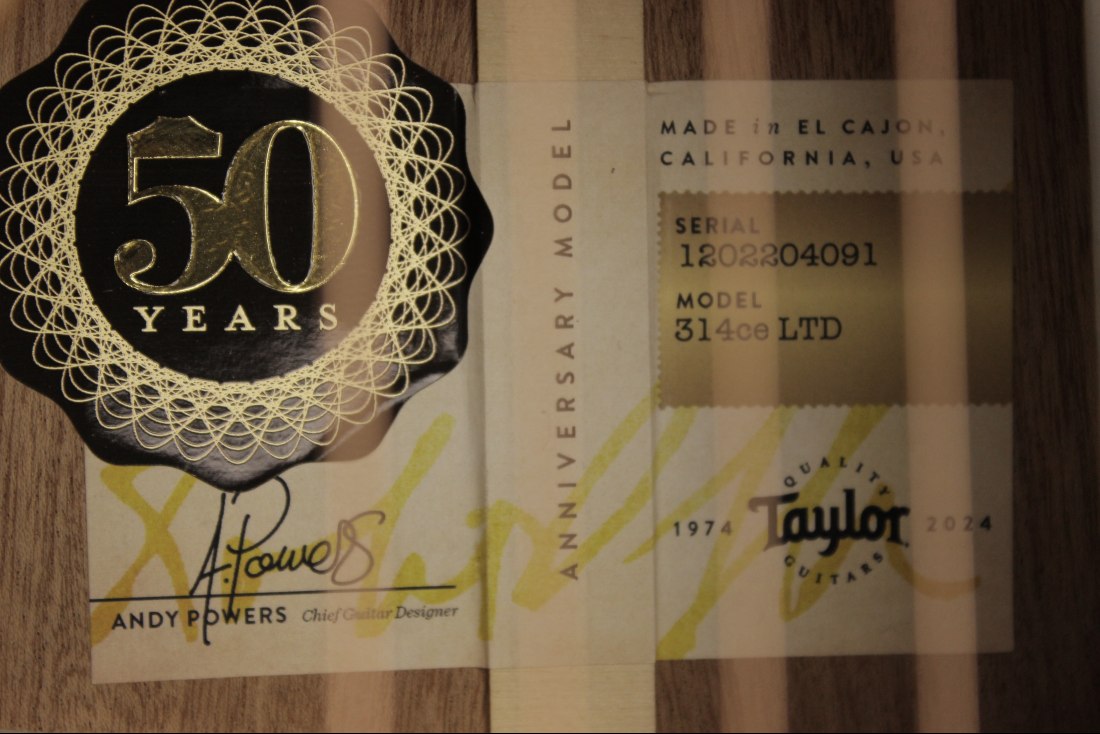 50
YEARS
A.Powers
ANDY POWERS Chief Guitar Designer
ANNIVERSARY MODEL
MADE in EL CAJON,
CALIFORNIA, USA
SERIAL
1202204091
MODEL
314ce LTD
QUALITY
1974 Taylor 2024
GUITARS